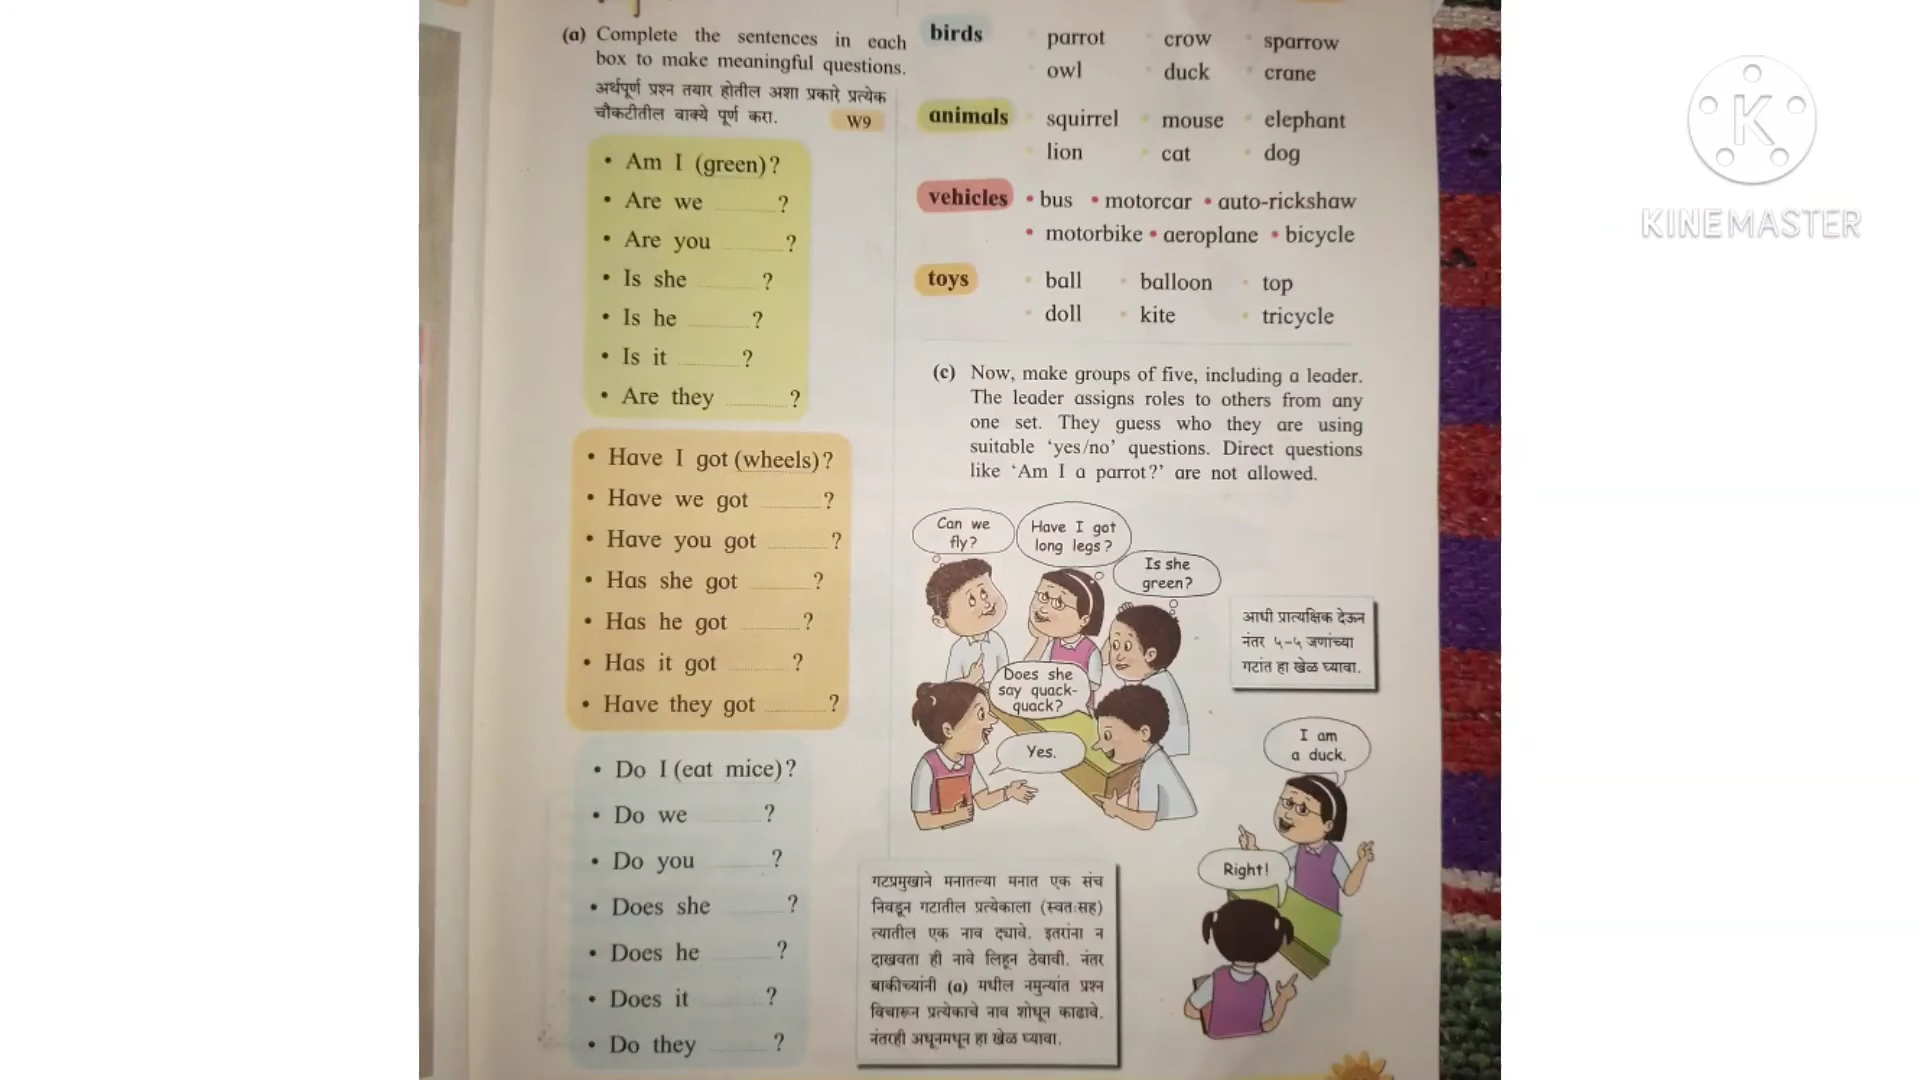 (a) Complete the sentences in each
box to make meaningful questions.
अर्थपूर्ण प्रश्न तयार होतील अशा प्रकारे प्रत्येक
चौकटीतील वाक्ये पूर्ण करा.
W9
• Am I (green)?
• Are we ........ ?
• Are you ........ ?
• Is she ........ ?
• Is he ........ ?
• Is it ........ ?
• Are they ........ ?
• Have I got (wheels)?
• Have we got ........ ?
• Have you got ........ ?
• Has she got ........ ?
• Has he got ........ ?
• Has it got ........ ?
• Have they got ........ ?
• Do I (eat mice)?
• Do we ........ ?
• Do you ........ ?
• Does she ........ ?
• Does he ........ ?
• Does it ........ ?
• Do they ........ ?
birds • parrot • crow • sparrow
• owl • duck • crane
animals • squirrel • mouse • elephant
• lion • cat • dog
vehicles • bus • motorcar • auto-rickshaw
• motorbike • aeroplane • bicycle
toys • ball • balloon • top
• doll • kite • tricycle
(c) Now, make groups of five, including a leader.
The leader assigns roles to others from any
one set. They guess who they are using
suitable ‘yes/no’ questions. Direct questions
like ‘Am I a parrot?’ are not allowed.
Can we
fly?
Have I got
long legs?
Is she
green?
Does she
say quack-
quack?
Yes.
आधी प्रात्यक्षिक देऊन
नंतर ५-५ जणांच्या
गटांत हा खेळ घ्यावा.
I am
a duck.
Right!
गटप्रमुखाने मनातल्या मनात एक संच
निवडून गटातील प्रत्येकाला (स्वतःसह)
त्यातील एक नाव द्यावे. इतरांना न
दाखवता ही नावे लिहून ठेवावी. नंतर
बाकीच्यांनी (a) मधील नमुन्यांत प्रश्न
विचारून प्रत्येकाचे नाव शोधून काढावे.
नंतरही अधूनमधून हा खेळ घ्यावा.
K
KINEMASTER